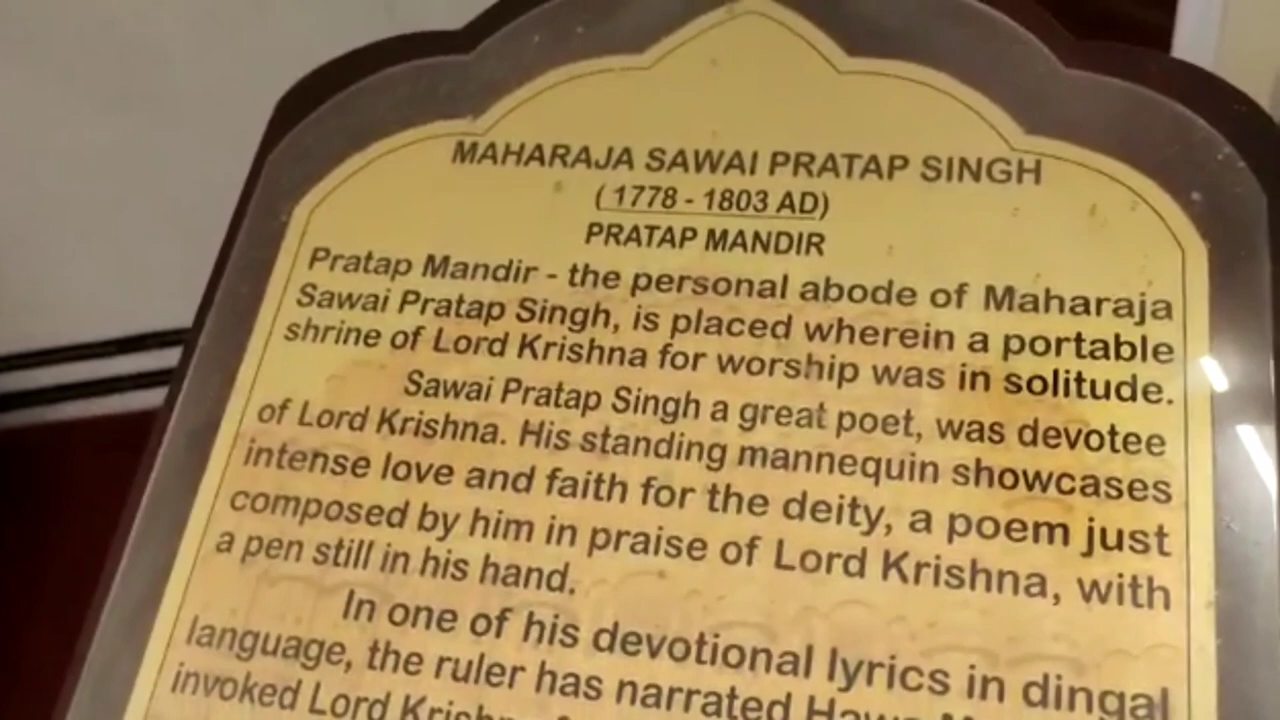 MAHARAJA SAWAI PRATAP SINGH
( 1778 - 1803 AD)
PRATAP MANDIR
Pratap Mandir - the personal abode of Maharaja
Sawai Pratap Singh, is placed wherein a portable
shrine of Lord Krishna for worship was in solitude.
Sawai Pratap Singh a great poet, was devotee
of Lord Krishna. His standing mannequin showcases
intense love and faith for the deity, a poem just
composed by him in praise of Lord Krishna, with
a pen still in his hand.
In one of his devotional lyrics in dingal
language, the ruler has narrated Hawa
invoked Lord Krishna